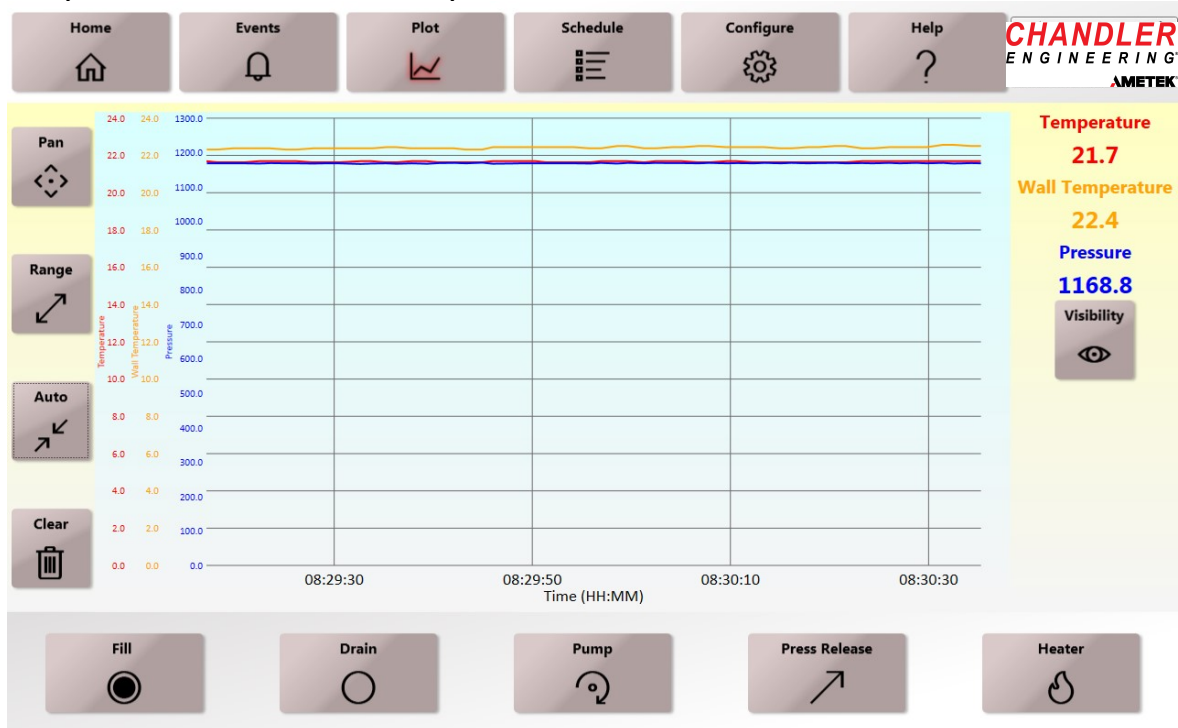 Home
Events
Plot
Schedule
Configure
Help
CHANDLER
ENGINEERING
AMETEK
Pan
Range
Auto
Clear
24.0 24.0 1300.0
22.0 22.0 1200.0
20.0 20.0 1100.0
1000.0
18.0 18.0
900.0
16.0 16.0
800.0
14.0 14.0
700.0
12.0 12.0
600.0
10.0 10.0
500.0
8.0 8.0
400.0
6.0 6.0
300.0
4.0 4.0
200.0
2.0 2.0
100.0
0.0 0.0 0.0
Temperature
Wall Temperature
Pressure
08:29:30 08:29:50 08:30:10 08:30:30
Time (HH:MM)
Temperature
21.7
Wall Temperature
22.4
Pressure
1168.8
Visibility
Fill
Drain
Pump
Press Release
Heater